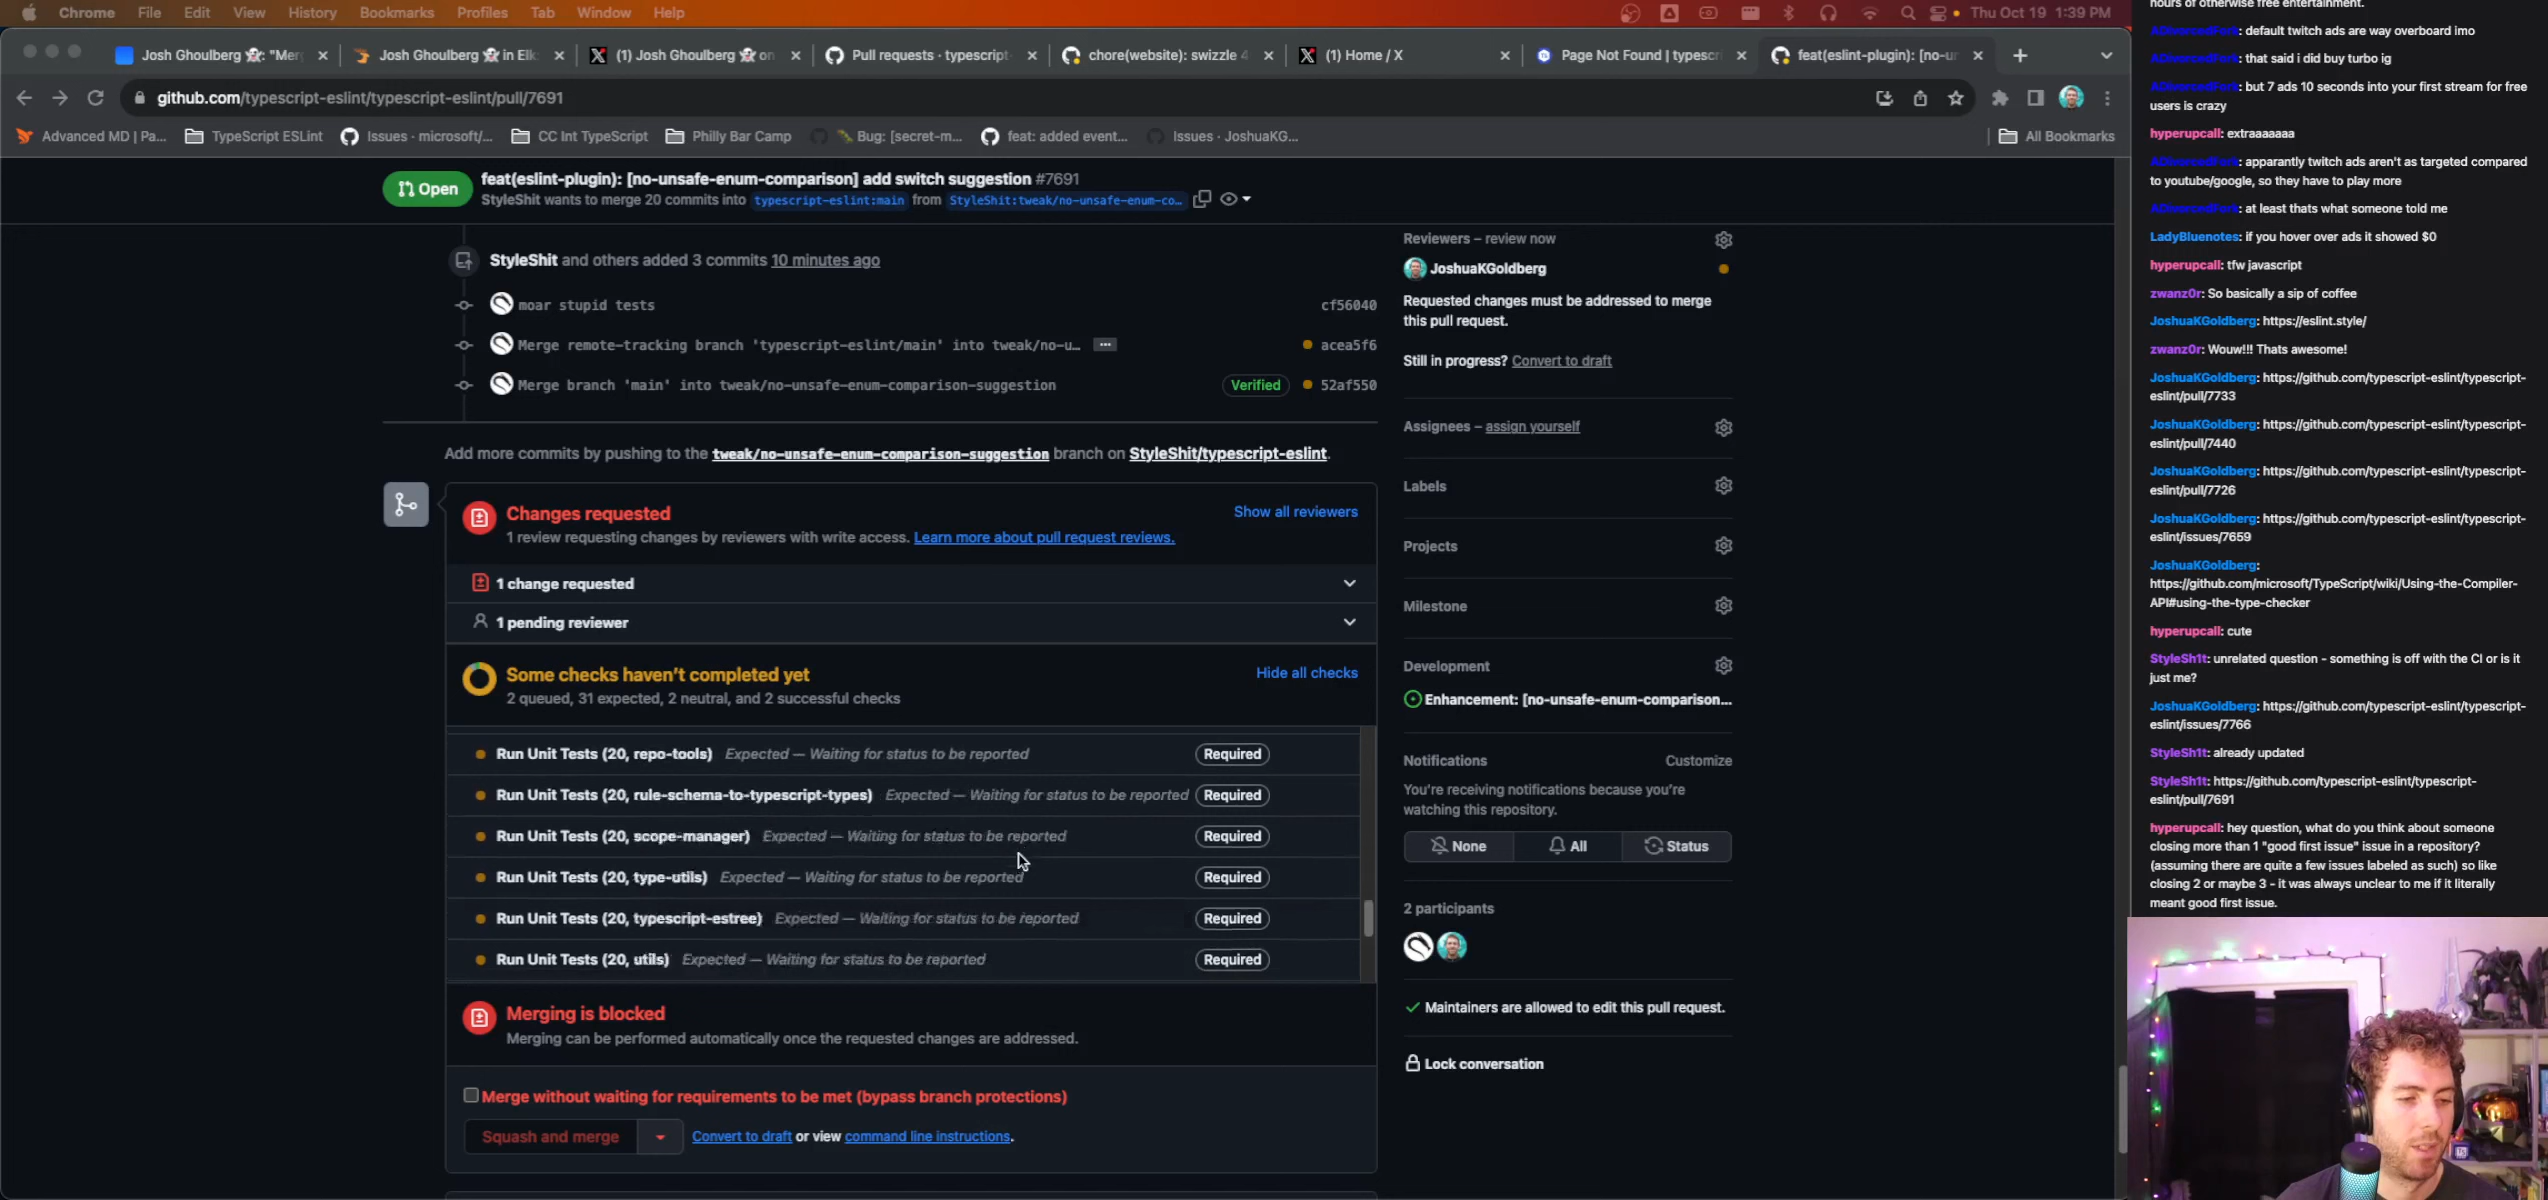 Chrome File Edit View History Bookmarks Profiles Tab Window Help
Thu Oct 19 1:39 PM
Josh Ghoulberg 👻: "Mer
Josh Ghoulberg 👻 in Elk
(1) Josh Ghoulberg 👻 on
Pull requests · typescript-
chore(website): swizzle 4
(1) Home / X
Page Not Found | typescr
feat(eslint-plugin): [no-un
github.com/typescript-eslint/typescript-eslint/pull/7691
Advanced MD | Pa...
TypeScript ESLint
Issues · microsoft/...
CC Int TypeScript
Philly Bar Camp
Bug: [secret-m...
feat: added event...
Issues · JoshuaKG...
All Bookmarks
Open
feat(eslint-plugin): [no-unsafe-enum-comparison] add switch suggestion #7691
StyleShit wants to merge 20 commits into typescript-eslint:main from StyleShit:tweak/no-unsafe-enum-co…
StyleShit and others added 3 commits 10 minutes ago
moar stupid tests cf56040
Merge remote-tracking branch 'typescript-eslint/main' into tweak/no-u… ... acea5f6
Merge branch 'main' into tweak/no-unsafe-enum-comparison-suggestion Verified 52af550
Add more commits by pushing to the tweak/no-unsafe-enum-comparison-suggestion branch on StyleShit/typescript-eslint.
Changes requested
Show all reviewers
1 review requesting changes by reviewers with write access. Learn more about pull request reviews.
1 change requested
1 pending reviewer
Some checks haven't completed yet
Hide all checks
2 queued, 31 expected, 2 neutral, and 2 successful checks
Run Unit Tests (20, repo-tools) Expected — Waiting for status to be reported Required
Run Unit Tests (20, rule-schema-to-typescript-types) Expected — Waiting for status to be reported Required
Run Unit Tests (20, scope-manager) Expected — Waiting for status to be reported Required
Run Unit Tests (20, type-utils) Expected — Waiting for status to be reported Required
Run Unit Tests (20, typescript-estree) Expected — Waiting for status to be reported Required
Run Unit Tests (20, utils) Expected — Waiting for status to be reported Required
Merging is blocked
Merging can be performed automatically once the requested changes are addressed.
Merge without waiting for requirements to be met (bypass branch protections)
Squash and merge
Convert to draft or view command line instructions.
Reviewers – review now
JoshuaKGoldberg
Requested changes must be addressed to merge
this pull request.
Still in progress? Convert to draft
Assignees – assign yourself
Labels
Projects
Milestone
Development
Enhancement: [no-unsafe-enum-comparison...
Notifications Customize
You're receiving notifications because you're
watching this repository.
None All Status
2 participants
Maintainers are allowed to edit this pull request.
Lock conversation
hours of otherwise free entertainment.
ADivorcedFork: default twitch ads are way overboard imo
ADivorcedFork: that said i did buy turbo ig
ADivorcedFork: but 7 ads 10 seconds into your first stream for free
users is crazy
hyperupcall: extraaaaaaa
ADivorcedFork: apparantly twitch ads aren't as targeted compared
to youtube/google, so they have to play more
ADivorcedFork: at least thats what someone told me
LadyBluenotes: if you hover over ads it showed $0
hyperupcall: tfw javascript
zwanz0r: So basically a sip of coffee
JoshuaKGoldberg: https://eslint.style/
zwanz0r: Wouw!!! Thats awesome!
JoshuaKGoldberg: https://github.com/typescript-eslint/typescript-
eslint/pull/7733
JoshuaKGoldberg: https://github.com/typescript-eslint/typescript-
eslint/pull/7440
JoshuaKGoldberg: https://github.com/typescript-eslint/typescript-
eslint/pull/7726
JoshuaKGoldberg: https://github.com/typescript-eslint/typescript-
eslint/issues/7659
JoshuaKGoldberg:
https://github.com/microsoft/TypeScript/wiki/Using-the-Compiler-
API#using-the-type-checker
hyperupcall: cute
StyleSh1t: unrelated question - something is off with the CI or is it
just me?
JoshuaKGoldberg: https://github.com/typescript-eslint/typescript-
eslint/issues/7766
StyleSh1t: already updated
StyleSh1t: https://github.com/typescript-eslint/typescript-
eslint/pull/7691
hyperupcall: hey question, what do you think about someone
closing more than 1 "good first issue" issue in a repository?
(assuming there are quite a few issues labeled as such) so like
closing 2 or maybe 3 - it was always unclear to me if it literally
meant good first issue.